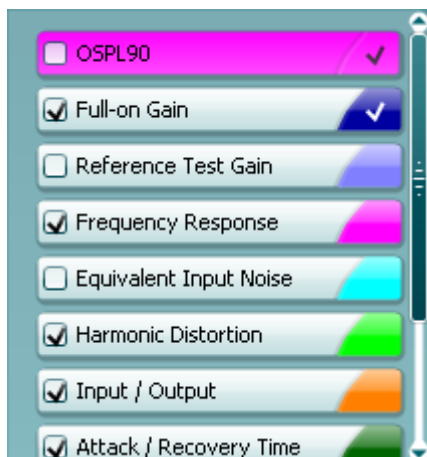 OSPL90
Full-on Gain
Reference Test Gain
Frequency Response
Equivalent Input Noise
Harmonic Distortion
Input / Output
Attack / Recovery Time